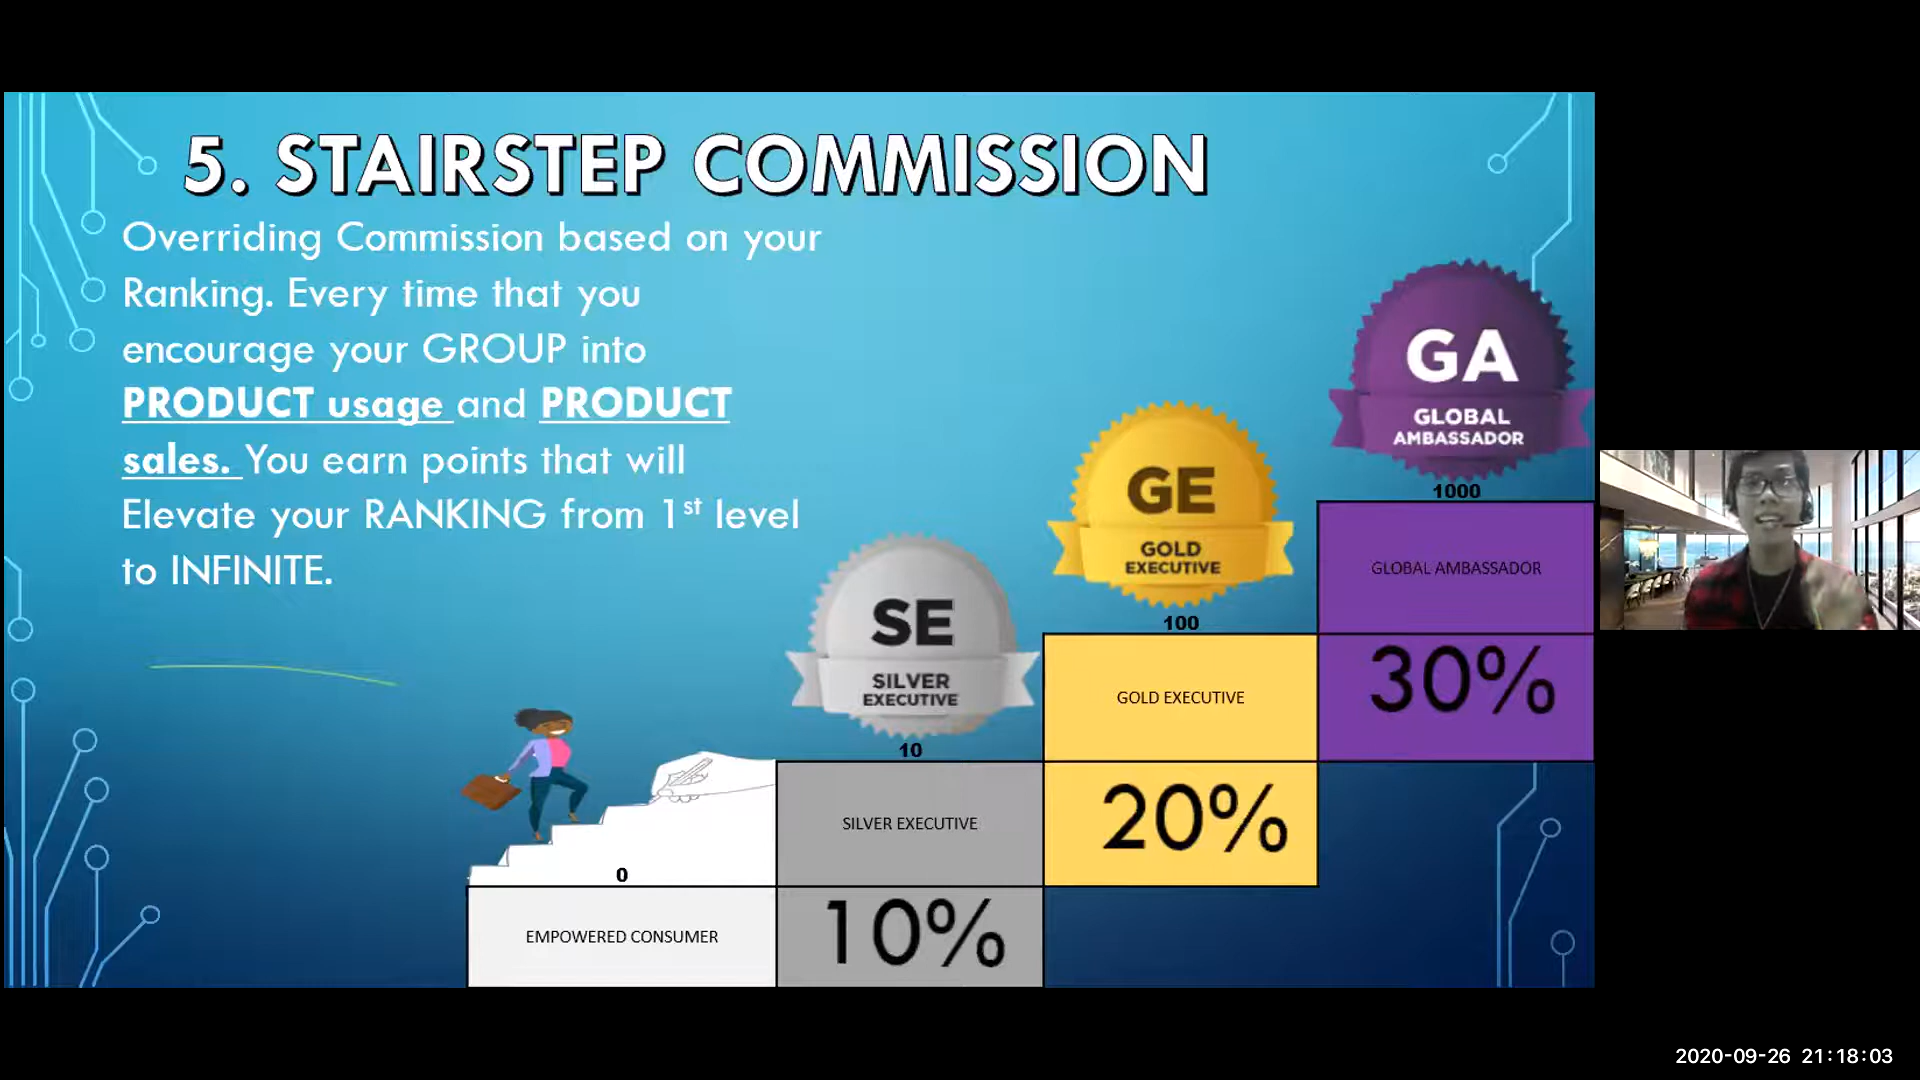 5. STAIRSTEP COMMISSION
Overriding Commission based on your
Ranking. Every time that you
encourage your GROUP into
PRODUCT usage and PRODUCT
sales. You earn points that will
Elevate your RANKING from 1st level
to INFINITE.
GA
GLOBAL
AMBASSADOR
1000
GLOBAL AMBASSADOR
30%
GE
GOLD
EXECUTIVE
100
GOLD EXECUTIVE
20%
SE
SILVER
EXECUTIVE
10
SILVER EXECUTIVE
10%
0
EMPOWERED CONSUMER
2020-09-26 21:18:03